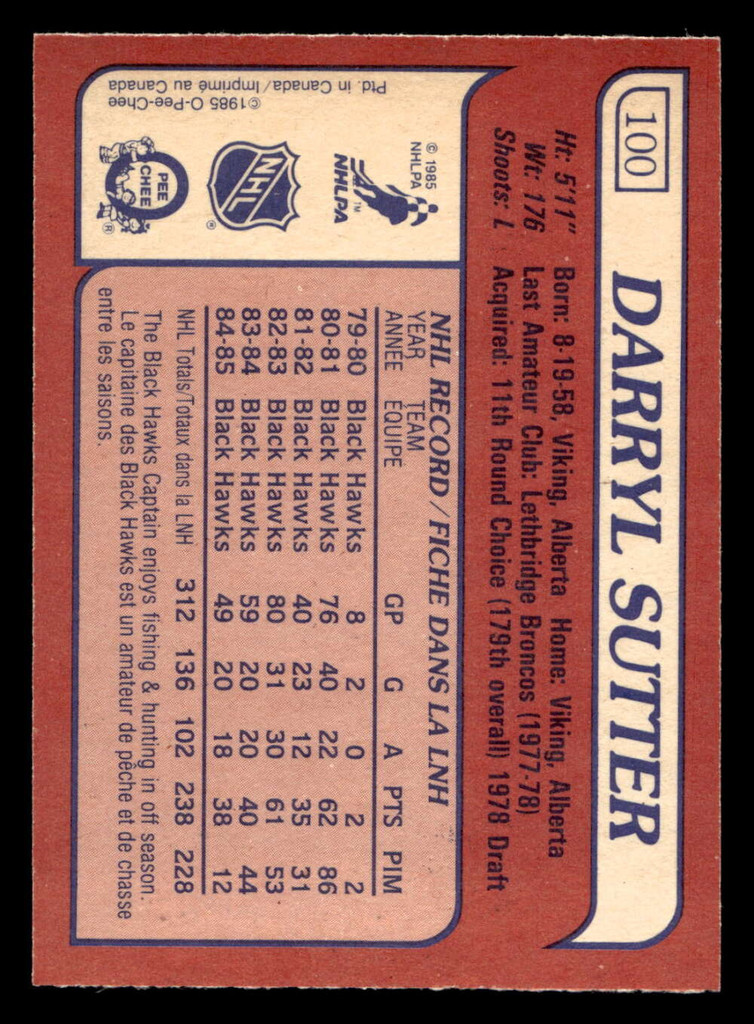 100
DARRYL SUTTER
Ht: 5'11" Born: 8-19-58, Viking, Alberta Home: Viking, Alberta
Wt: 176 Last Amateur Club: Lethbridge Broncos (1977-78)
Shoots: L Acquired: 11th Round Choice (179th overall) 1978 Draft
© 1985
NHLPA
NHLPA TM
NHL ®
O PEE CHEE ®
©1985 O-Pee-Chee
Ptd. in Canada/Imprimé au Canada
NHL RECORD/FICHE DANS LA LNH
YEAR TEAM
ANNÉE ÉQUIPE GP G A PTS PIM
79-80 Black Hawks 8 2 0 2 2
80-81 Black Hawks 76 40 22 62 86
81-82 Black Hawks 40 23 12 35 31
82-83 Black Hawks 80 31 30 61 53
83-84 Black Hawks 59 20 20 40 44
84-85 Black Hawks 49 20 18 38 12
NHL Totals/Totaux dans la LNH 312 136 102 238 228
The Black Hawks Captain enjoys fishing & hunting in off season.
Le capitaine des Black Hawks est un amateur de pêche et de chasse
entre les saisons.